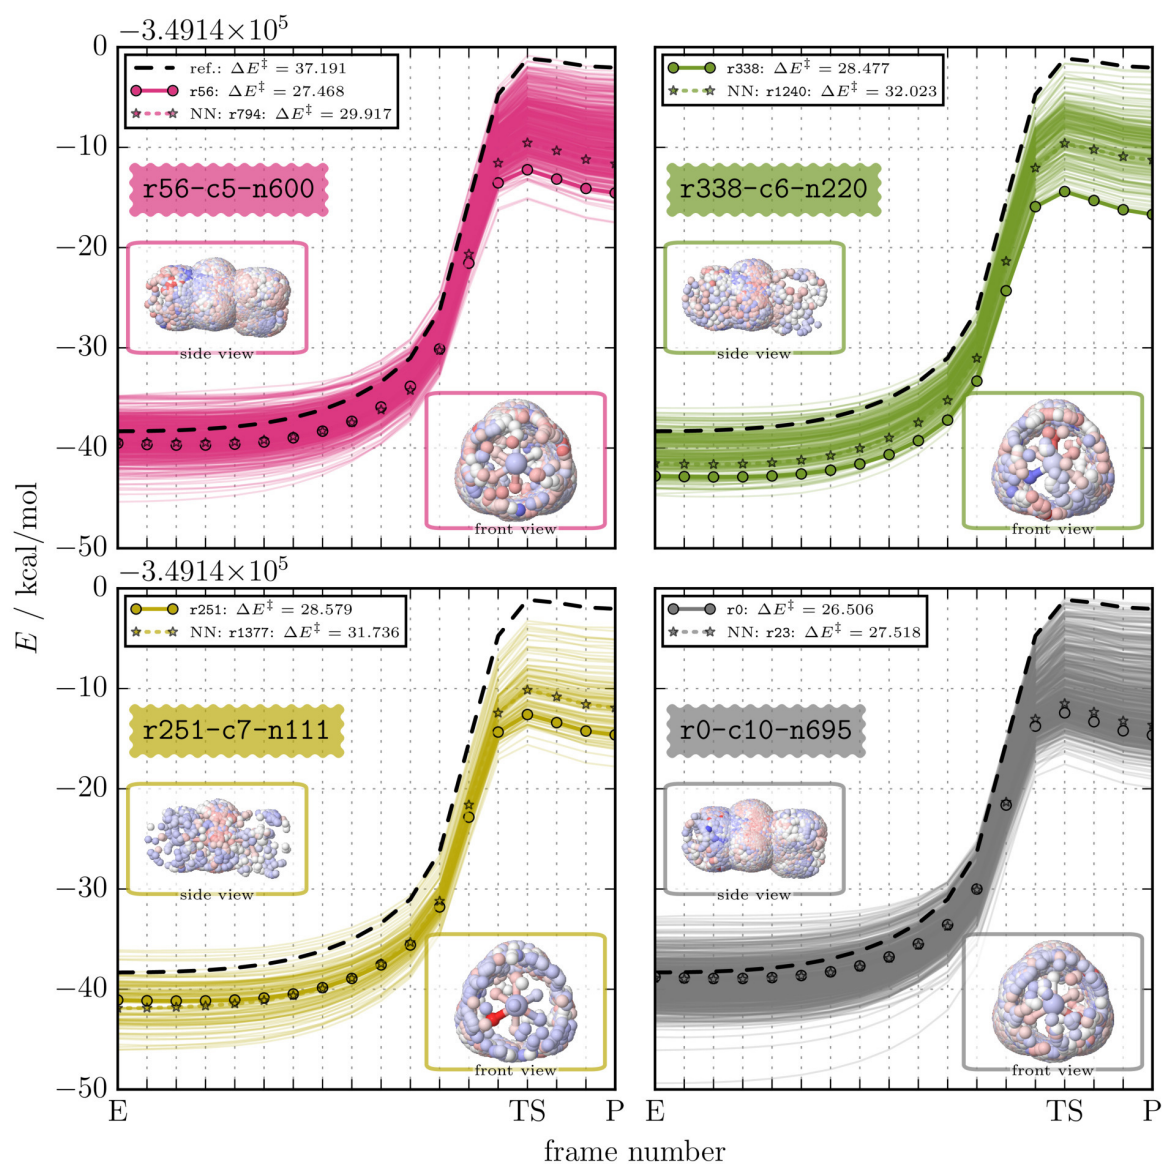 −3.4914×10⁵
0
−10
−20
−30
−40
−50
ref.: ΔE‡ = 37.191
r56: ΔE‡ = 27.468
NN: r794: ΔE‡ = 29.917
r56-c5-n600
side view
front view
r338: ΔE‡ = 28.477
NN: r1240: ΔE‡ = 32.023
r338-c6-n220
side view
front view
E / kcal/mol
−3.4914×10⁵
0
−10
−20
−30
−40
−50
r251: ΔE‡ = 28.579
NN: r1377: ΔE‡ = 31.736
r251-c7-n111
side view
front view
E
TS
P
r0: ΔE‡ = 26.506
NN: r23: ΔE‡ = 27.518
r0-c10-n695
side view
front view
E
TS
P
frame number